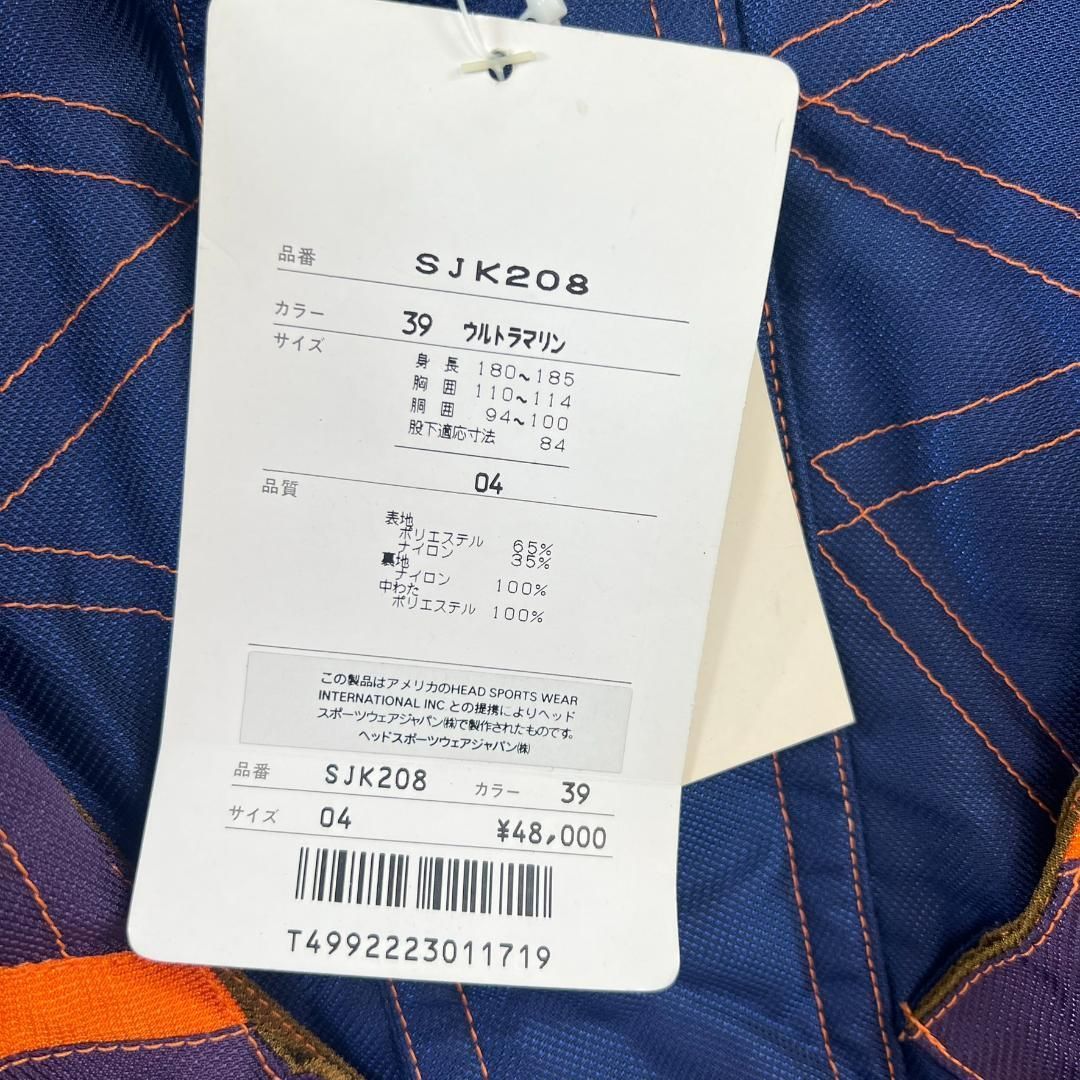 品番 SJK208
カラー 39 ウルトラマリン
サイズ
身長 180~185
胸囲 110~114
胴囲 94~100
股下適応寸法 84
04
品質
表地
ポリエステル 65%
ナイロン 35%
裏地
ナイロン 100%
中わた
ポリエステル 100%
この製品はアメリカのHEAD SPORTS WEAR
INTERNATIONAL INC との提携によりヘッド
スポーツウェアジャパン㈱で製作されたものです。
ヘッドスポーツウェアジャパン㈱
品番 SJK208 カラー 39
サイズ 04 ¥48,000
T4992223011719